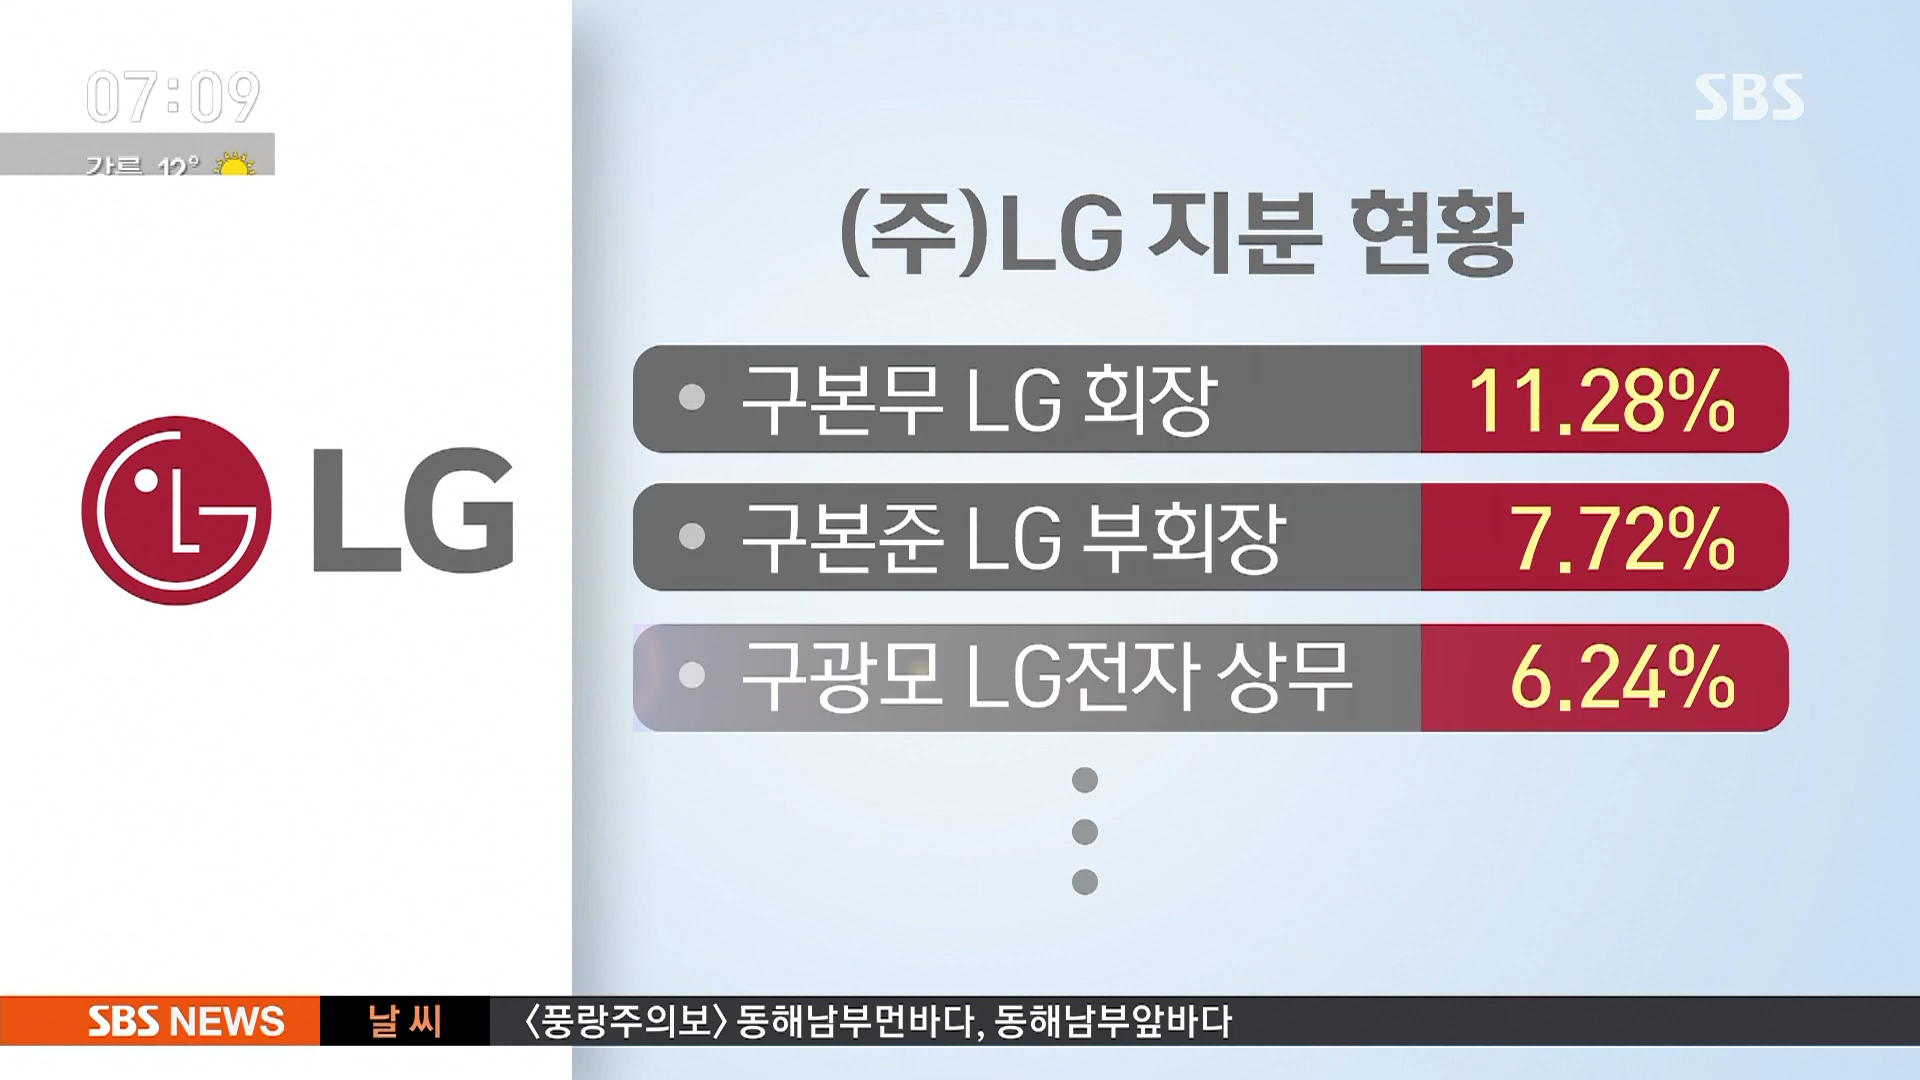 07:09
SBS
강릉 12°
(주)LG 지분 현황
LG
구본무 LG 회장 11.28%
구본준 LG 부회장 7.72%
구광모 LG전자 상무 6.24%
SBS NEWS 날씨 〈풍랑주의보〉 동해남부먼바다, 동해남부앞바다